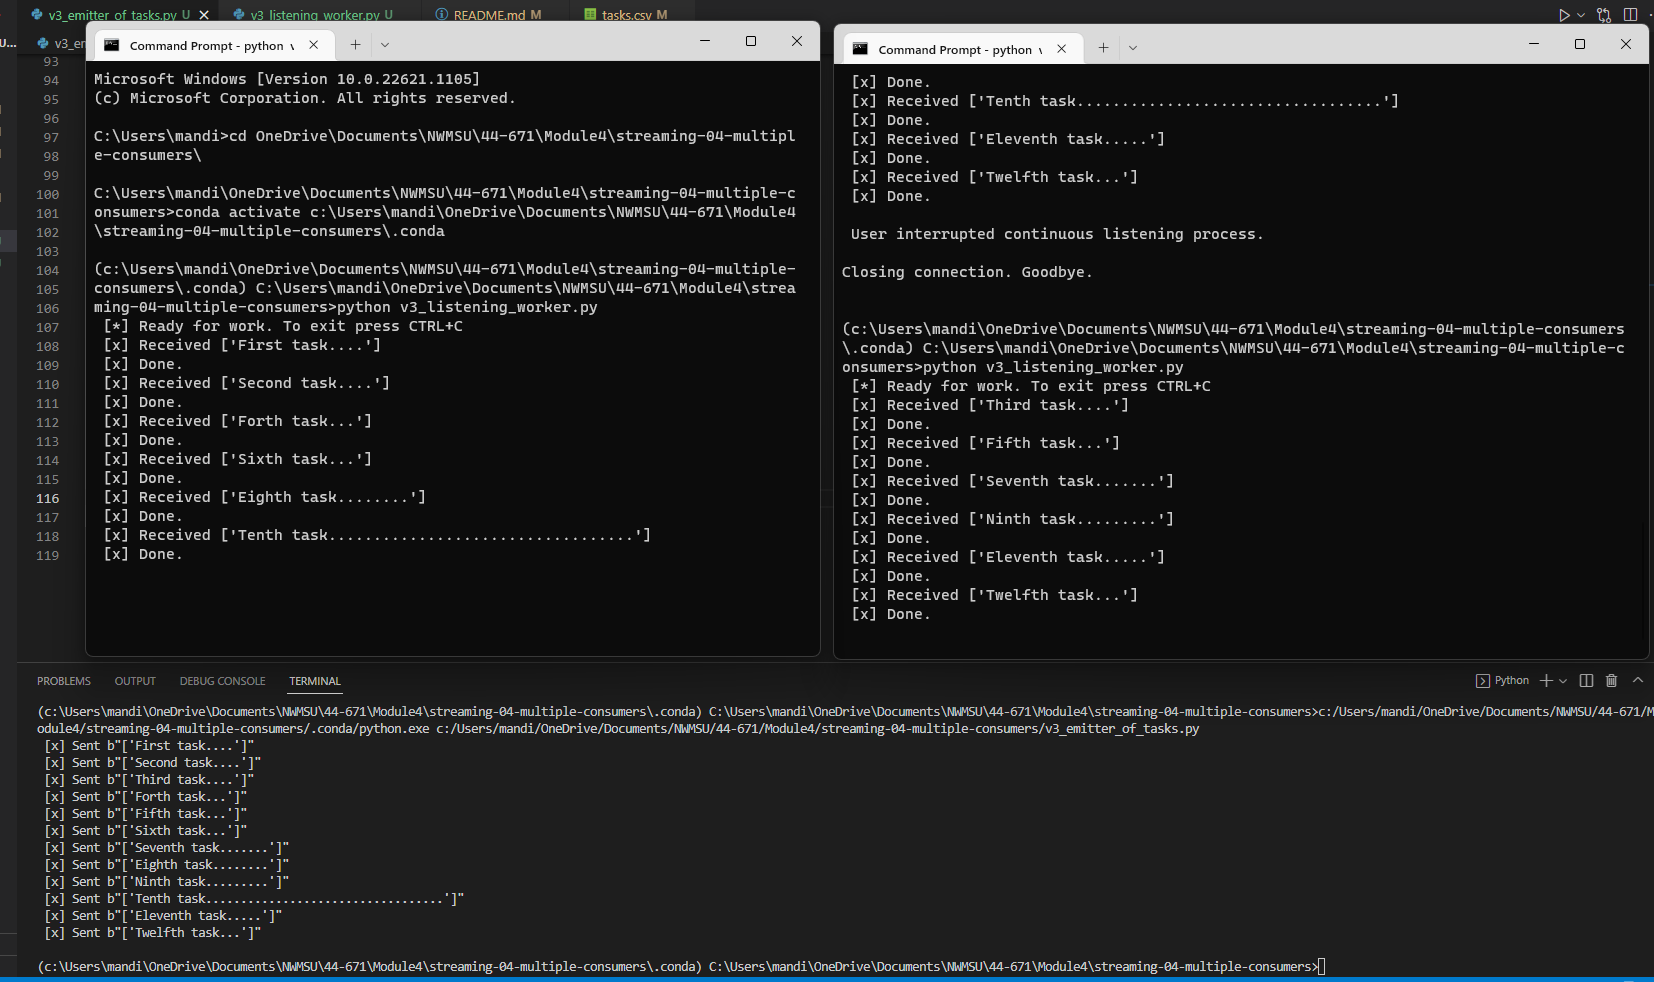 v3_emitter_of_tasks.py U
v3_listening_worker.py U
README.md M
tasks.csv M
U...
v3_en
Command Prompt - python
Microsoft Windows [Version 10.0.22621.1105]
(c) Microsoft Corporation. All rights reserved.
C:\Users\mandi>cd OneDrive\Documents\NWMSU\44-671\Module4\streaming-04-multipl
e-consumers\
C:\Users\mandi\OneDrive\Documents\NWMSU\44-671\Module4\streaming-04-multiple-c
onsumers>conda activate c:\Users\mandi\OneDrive\Documents\NWMSU\44-671\Module4
\streaming-04-multiple-consumers\.conda
(c:\Users\mandi\OneDrive\Documents\NWMSU\44-671\Module4\streaming-04-multiple-
consumers\.conda) C:\Users\mandi\OneDrive\Documents\NWMSU\44-671\Module4\strea
ming-04-multiple-consumers>python v3_listening_worker.py
[*] Ready for work. To exit press CTRL+C
[x] Received ['First task....']
[x] Done.
[x] Received ['Second task....']
[x] Done.
[x] Received ['Forth task...']
[x] Done.
[x] Received ['Sixth task...']
[x] Done.
[x] Received ['Eighth task........']
[x] Done.
[x] Received ['Tenth task..................................']
[x] Done.
93
94
95
96
97
98
99
100
101
102
103
104
105
106
107
108
109
110
111
112
113
114
115
116
117
118
119
Command Prompt - python
[x] Done.
[x] Received ['Tenth task..................................']
[x] Done.
[x] Received ['Eleventh task.....']
[x] Done.
[x] Received ['Twelfth task...']
[x] Done.
User interrupted continuous listening process.
Closing connection. Goodbye.
(c:\Users\mandi\OneDrive\Documents\NWMSU\44-671\Module4\streaming-04-multiple-consumers
\.conda) C:\Users\mandi\OneDrive\Documents\NWMSU\44-671\Module4\streaming-04-multiple-c
onsumers>python v3_listening_worker.py
[*] Ready for work. To exit press CTRL+C
[x] Received ['Third task....']
[x] Done.
[x] Received ['Fifth task...']
[x] Done.
[x] Received ['Seventh task.......']
[x] Done.
[x] Received ['Ninth task.........']
[x] Done.
[x] Received ['Eleventh task.....']
[x] Done.
[x] Received ['Twelfth task...']
[x] Done.
PROBLEMS OUTPUT DEBUG CONSOLE TERMINAL
Python
(c:\Users\mandi\OneDrive\Documents\NWMSU\44-671\Module4\streaming-04-multiple-consumers\.conda) C:\Users\mandi\OneDrive\Documents\NWMSU\44-671\Module4\streaming-04-multiple-consumers>c:/Users/mandi/OneDrive/Documents/NWMSU/44-671/M
odule4/streaming-04-multiple-consumers/.conda/python.exe c:/Users/mandi/OneDrive/Documents/NWMSU/44-671/Module4/streaming-04-multiple-consumers/v3_emitter_of_tasks.py
[x] Sent b"['First task....']"
[x] Sent b"['Second task....']"
[x] Sent b"['Third task....']"
[x] Sent b"['Forth task...']"
[x] Sent b"['Fifth task...']"
[x] Sent b"['Sixth task...']"
[x] Sent b"['Seventh task.......']"
[x] Sent b"['Eighth task........']"
[x] Sent b"['Ninth task.........']"
[x] Sent b"['Tenth task..................................']"
[x] Sent b"['Eleventh task.....']"
[x] Sent b"['Twelfth task...']"
(c:\Users\mandi\OneDrive\Documents\NWMSU\44-671\Module4\streaming-04-multiple-consumers\.conda) C:\Users\mandi\OneDrive\Documents\NWMSU\44-671\Module4\streaming-04-multiple-consumers>